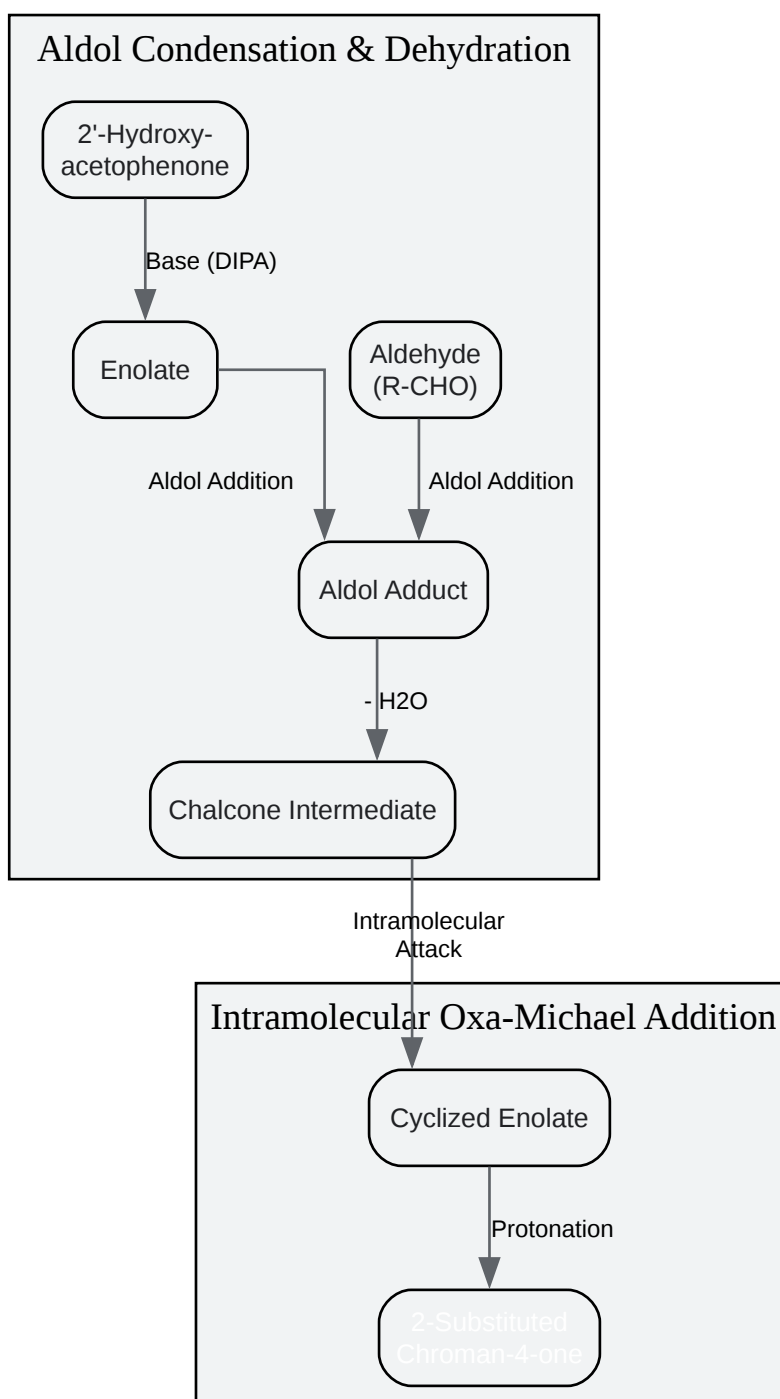 Aldol Condensation & Dehydration
2'-Hydroxy-
acetophenone
Base (DIPA)
Enolate
Aldehyde
(R-CHO)
Aldol Addition
Aldol Addition
Aldol Adduct
- H2O
Chalcone Intermediate
Intramolecular
Attack
Intramolecular Oxa-Michael Addition
Cyclized Enolate
Protonation
2-Substituted
Chroman-4-one